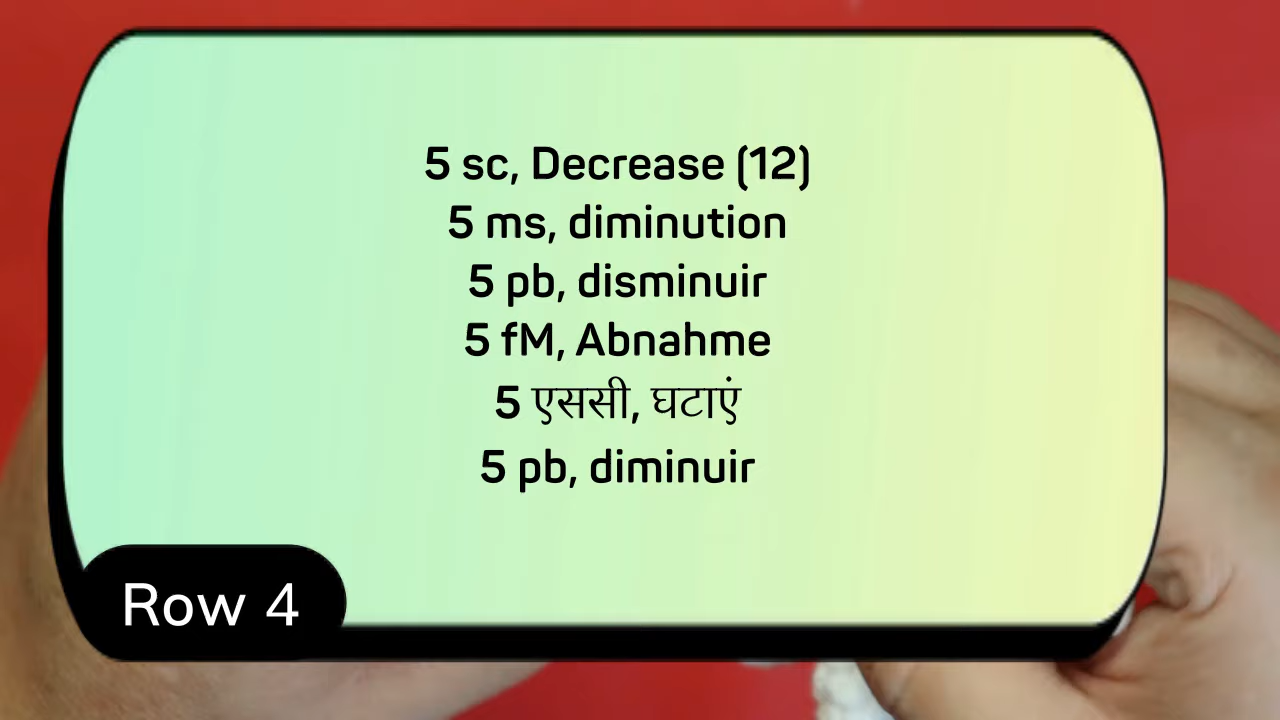 5 sc, Decrease (12)
5 ms, diminution
5 pb, disminuir
5 fM, Abnahme
5 एससी, घटाएं
5 pb, diminuir
Row 4